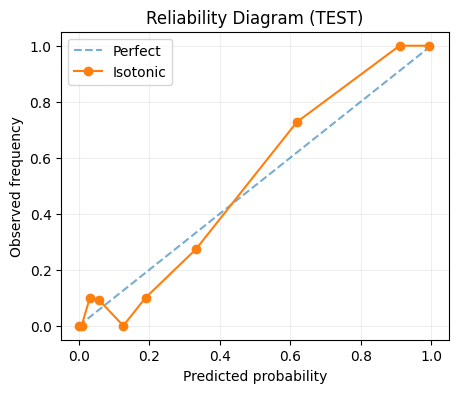 Reliability Diagram (TEST)
Perfect
Isotonic
Observed frequency
1.0
0.8
0.6
0.4
0.2
0.0
0.0 0.2 0.4 0.6 0.8 1.0
Predicted probability